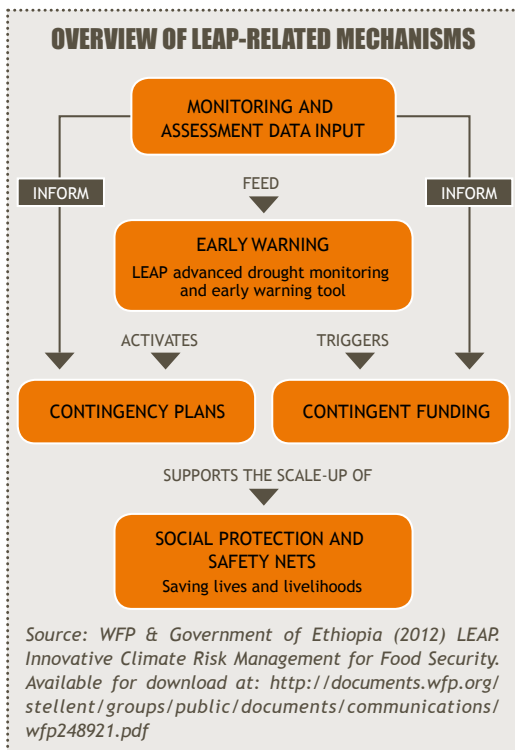 OVERVIEW OF LEAP-RELATED MECHANISMS
MONITORING AND
ASSESSMENT DATA INPUT
INFORM
INFORM
FEED
EARLY WARNING
LEAP advanced drought monitoring
and early warning tool
ACTIVATES
TRIGGERS
CONTINGENCY PLANS
CONTINGENT FUNDING
SUPPORTS THE SCALE-UP OF
SOCIAL PROTECTION AND
SAFETY NETS
Saving lives and livelihoods
Source: WFP & Government of Ethiopia (2012) LEAP.
Innovative Climate Risk Management for Food Security.
Available for download at: http://documents.wfp.org/
stellent/groups/public/documents/communications/
wfp248921.pdf